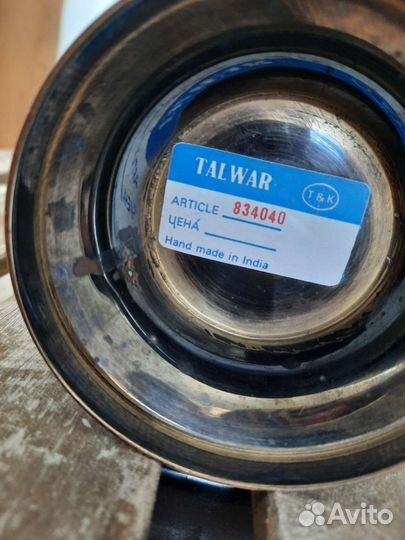 TALWAR
T & K
ARTICLE 834040
ЦЕНА
Hand made in India
Avito